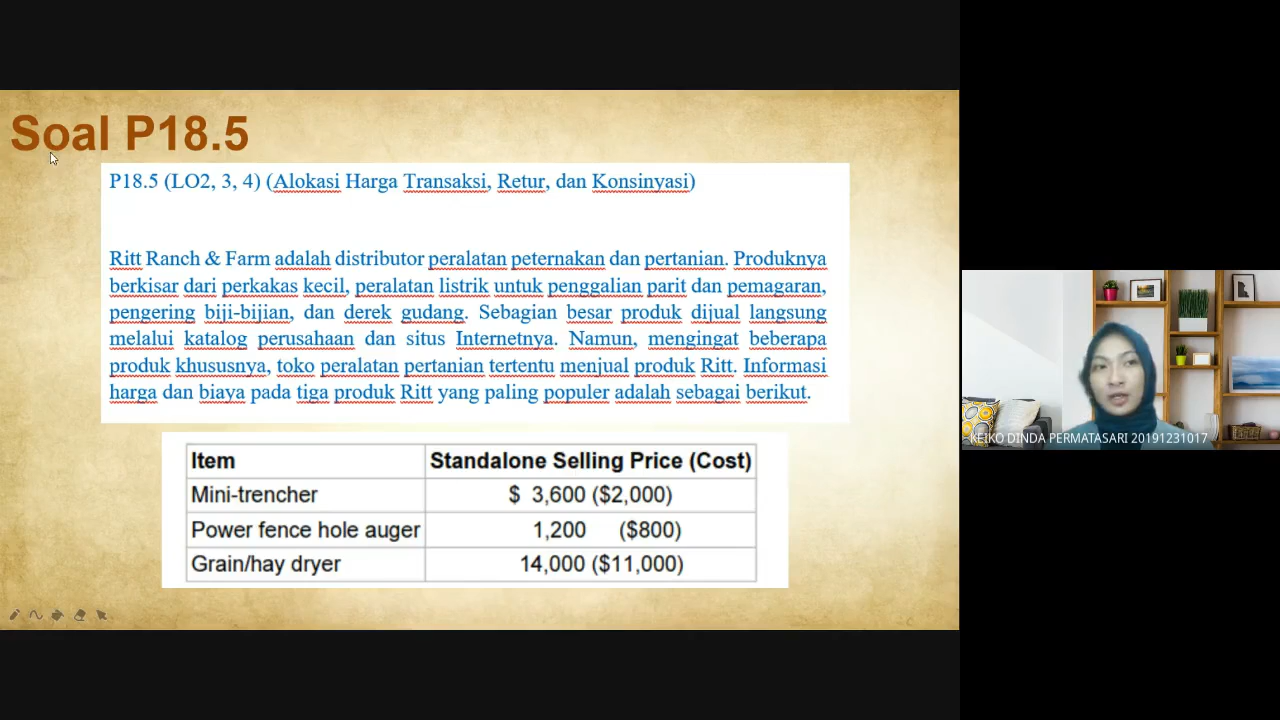 Soal P18.5
P18.5 (LO2, 3, 4) (Alokasi Harga Transaksi, Retur, dan Konsinyasi)
Ritt Ranch & Farm adalah distributor peralatan peternakan dan pertanian. Produknya
berkisar dari perkakas kecil, peralatan listrik untuk penggalian parit dan pemagaran,
pengering biji-bijian, dan derek gudang. Sebagian besar produk dijual langsung
melalui katalog perusahaan dan situs Internetnya. Namun, mengingat beberapa
produk khususnya, toko peralatan pertanian tertentu menjual produk Ritt. Informasi
harga dan biaya pada tiga produk Ritt yang paling populer adalah sebagai berikut.
Item Standalone Selling Price (Cost)
Mini-trencher $ 3,600 ($2,000)
Power fence hole auger 1,200 ($800)
Grain/hay dryer 14,000 ($11,000)
KEIKO DINDA PERMATASARI 20191231017